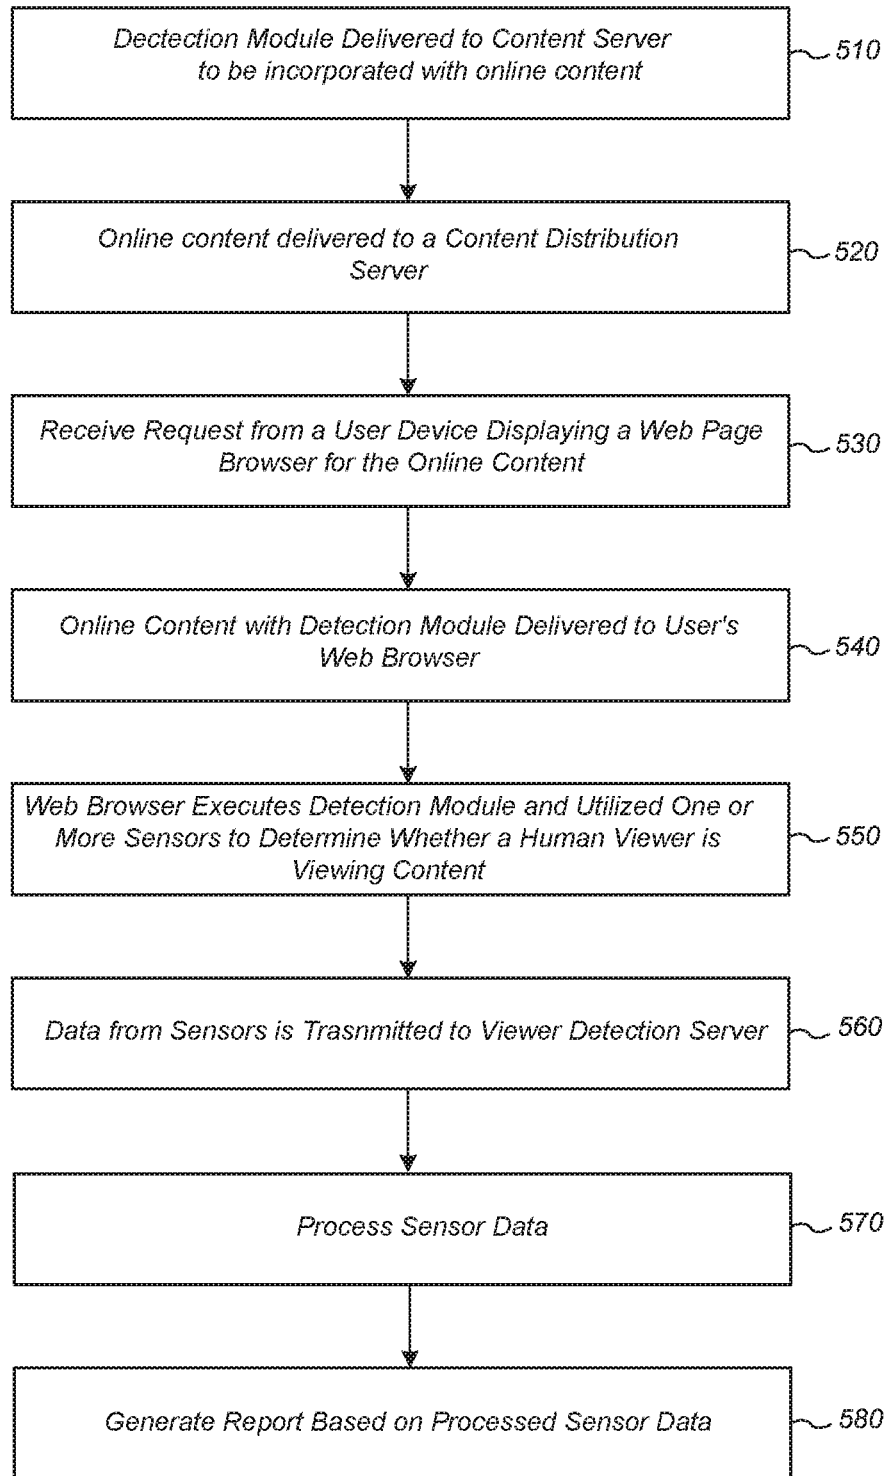 Dectection Module Delivered to Content Server
to be incorporated with online content
510
Online content delivered to a Content Distribution
Server
520
Receive Request from a User Device Displaying a Web Page
Browser for the Online Content
530
Online Content with Detection Module Delivered to User's
Web Browser
540
Web Browser Executes Detection Module and Utilized One or
More Sensors to Determine Whether a Human Viewer is
Viewing Content
550
Data from Sensors is Trasnmitted to Viewer Detection Server
560
Process Sensor Data
570
Generate Report Based on Processed Sensor Data
580